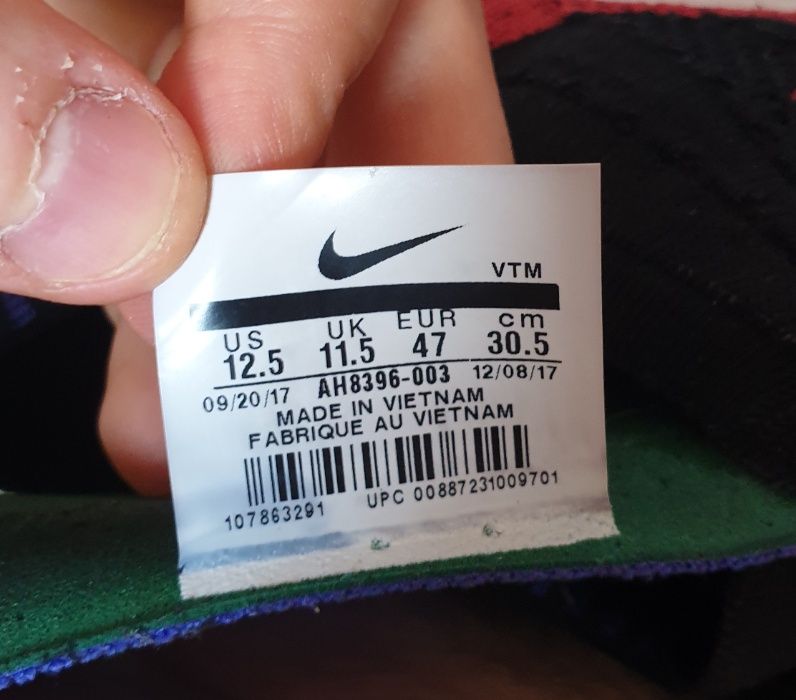 VTM
US UK EUR cm
12.5 11.5 47 30.5
09/20/17 AH8396-003 12/08/17
MADE IN VIETNAM
FABRIQUE AU VIETNAM
107863291 UPC 00887231009701